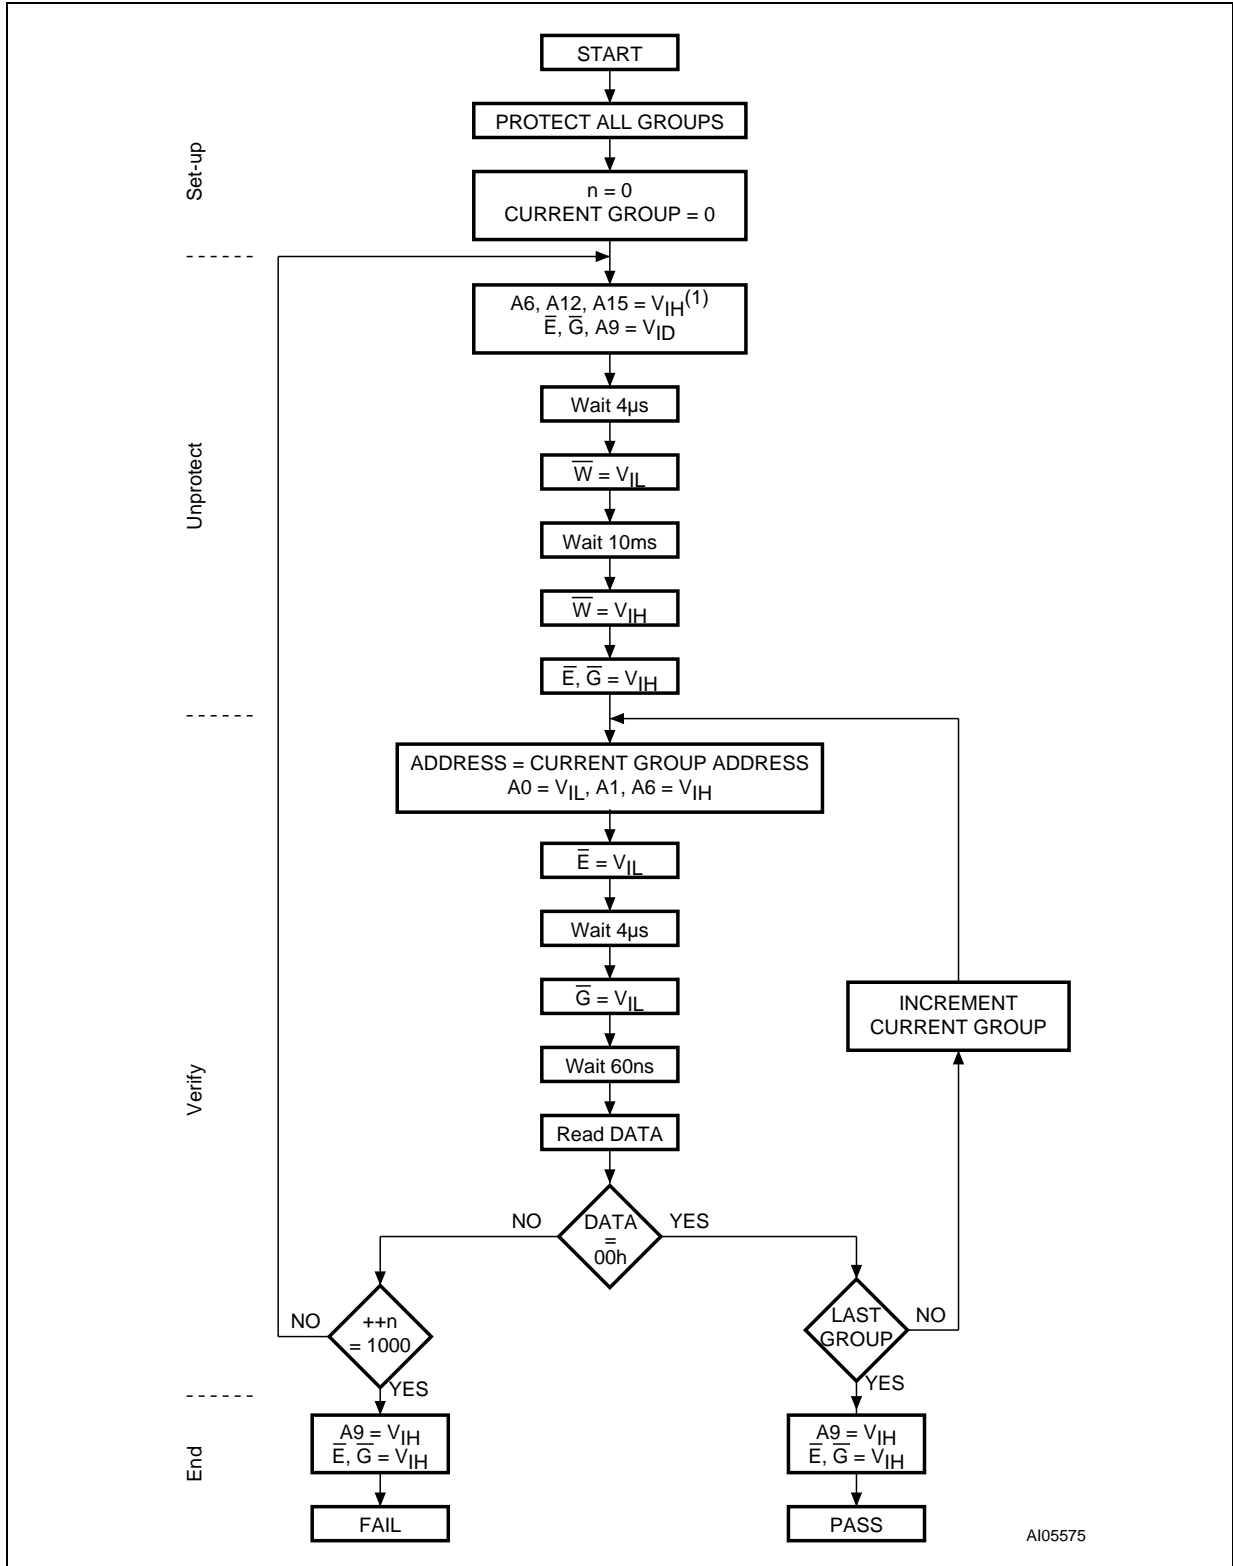 START
PROTECT ALL GROUPS
Set-up
n = 0
CURRENT GROUP = 0
A6, A12, A15 = VIH(1)
E̅, G̅, A9 = VID
Wait 4µs
Unprotect
W̅ = VIL
Wait 10ms
W̅ = VIH
E̅, G̅ = VIH
ADDRESS = CURRENT GROUP ADDRESS
A0 = VIL, A1, A6 = VIH
E̅ = VIL
Wait 4µs
G̅ = VIL
INCREMENT
CURRENT GROUP
Wait 60ns
Verify
Read DATA
NO
DATA
=
00h
YES
NO
++n
= 1000
YES
LAST
GROUP
NO
YES
End
A9 = VIH
E̅, G̅ = VIH
A9 = VIH
E̅, G̅ = VIH
FAIL
PASS
AI05575